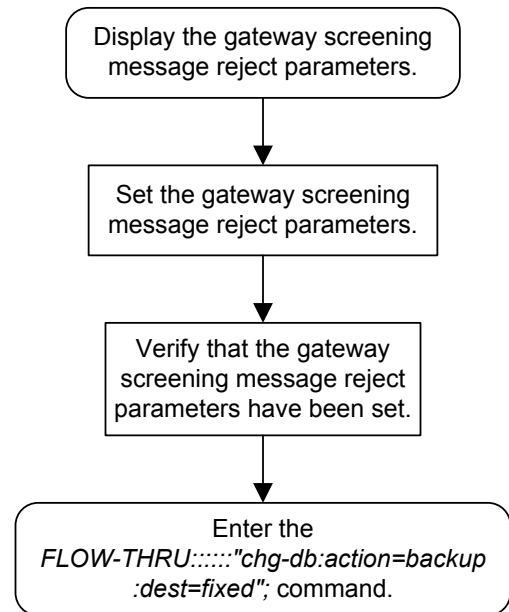 Display the gateway screening
message reject parameters.
Set the gateway screening
message reject parameters.
Verify that the gateway
screening message reject
parameters have been set.
Enter the
FLOW-THRU::::::"chg-db:action=backup
:dest=fixed"; command.